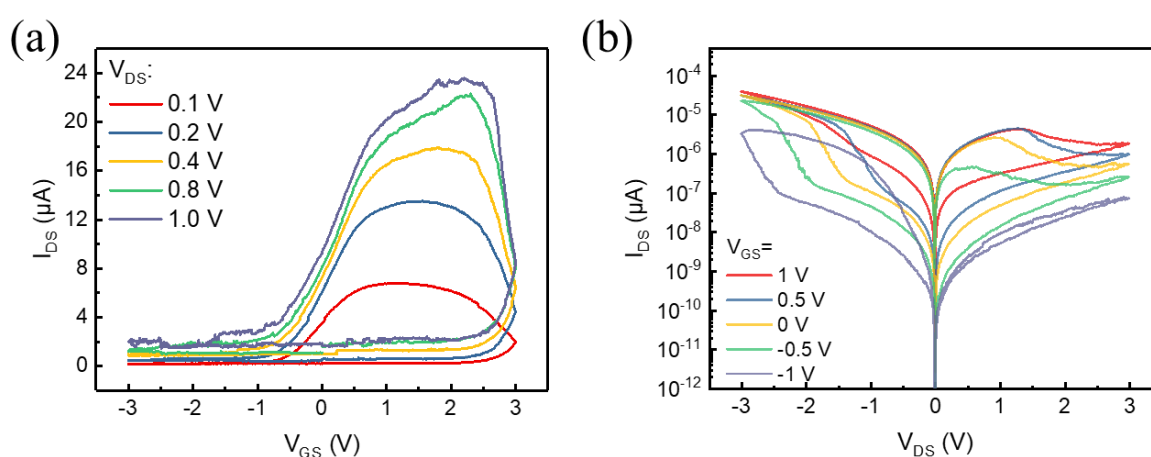 (a)
V_DS:
0.1 V
0.2 V
0.4 V
0.8 V
1.0 V
24
20
16
12
8
4
0
I_DS (μA)
-3 -2 -1 0 1 2 3
V_GS (V)
(b)
10^-4
10^-5
10^-6
10^-7
10^-8
10^-9
10^-10
10^-11
10^-12
I_DS (μA)
V_GS=
1 V
0.5 V
0 V
-0.5 V
-1 V
-3 -2 -1 0 1 2 3
V_DS (V)